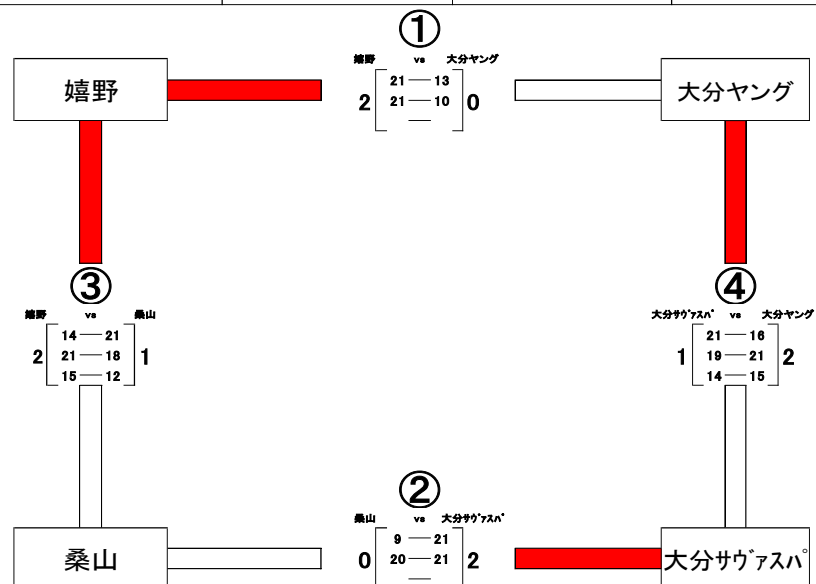 ①
嬉野 vs 大分ヤング
嬉野
21 — 13
2 21 — 10 0
—
大分ヤング
③
嬉野 vs 桑山
14 — 21
2 21 — 18 1
15 — 12
④
大分サヴァスパ vs 大分ヤング
21 — 16
1 19 — 21 2
14 — 15
②
桑山 vs 大分サヴァスパ
桑山
9 — 21
0 20 — 21 2
—
大分サヴァスパ